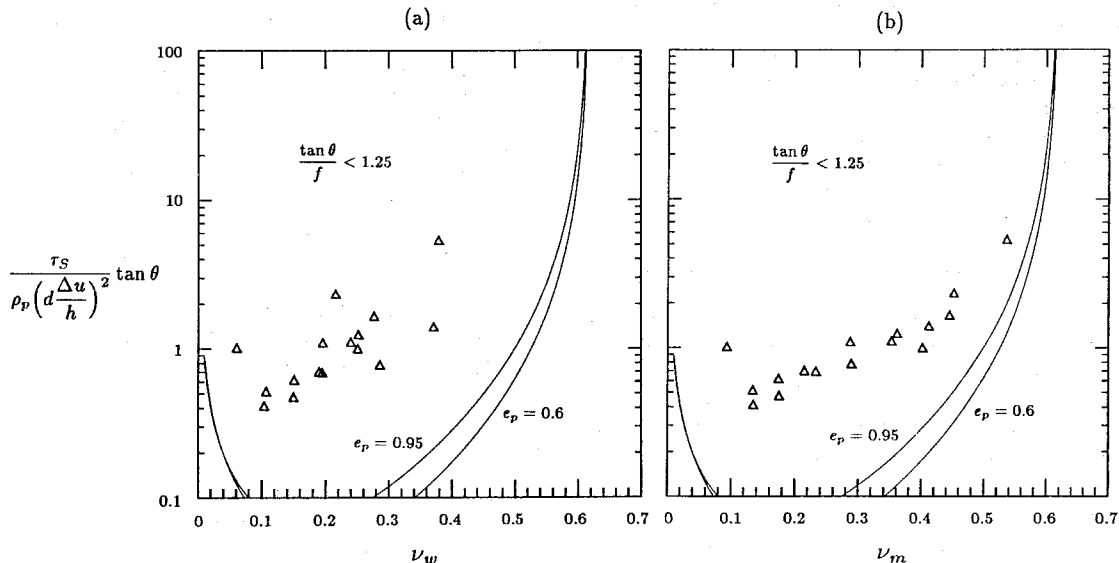 (a)
(b)
100
10
1
0.1
τ_S / ρ_p(d Δu/h)^2 tan θ
tan θ / f < 1.25
e_p = 0.95
e_p = 0.6
0 0.1 0.2 0.3 0.4 0.5 0.6 0.7
ν_w
tan θ / f < 1.25
e_p = 0.95
e_p = 0.6
0 0.1 0.2 0.3 0.4 0.5 0.6 0.7
ν_m